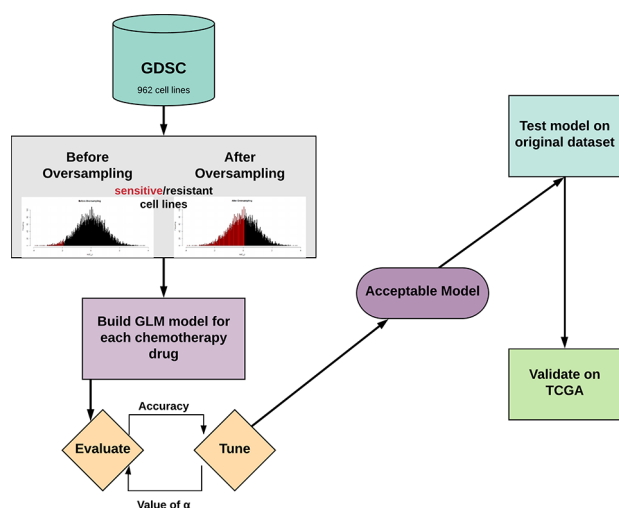 GDSC
962 cell lines
Before
Oversampling
After
Oversampling
sensitive/resistant
cell lines
Build GLM model for
each chemotherapy
drug
Accuracy
Evaluate
Tune
Value of α
Acceptable Model
Test model on
original dataset
Validate on
TCGA